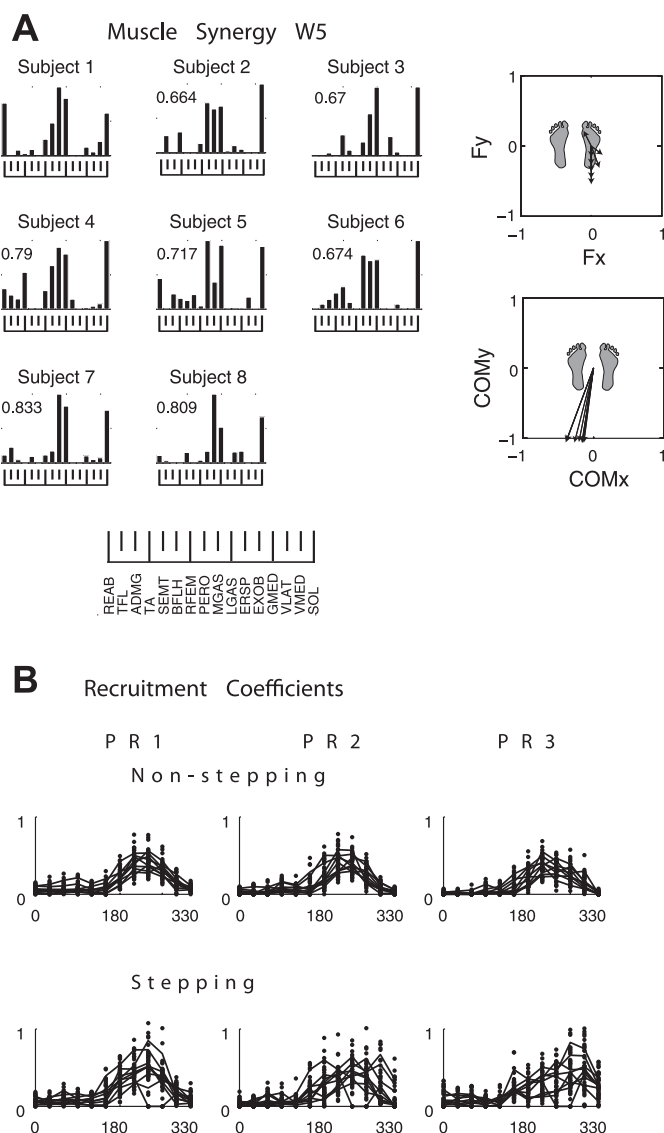 A Muscle Synergy W5
Subject 1
Subject 2
0.664
Subject 3
0.67
Subject 4
0.79
Subject 5
0.717
Subject 6
0.674
Subject 7
0.833
Subject 8
0.809
1
0
−1
Fy
−1 0 1
Fx
1
0
−1
COMy
−1 0 1
COMx
REAB
TFL
ADMG
TA
SEMT
BFLH
RFEM
PERO
MGAS
LGAS
ERSP
EXOB
GMED
VLAT
VMED
SOL
B Recruitment Coefficients
PR1 PR2 PR3
Non-stepping
1 1 1
0 0 0
0 180 330 0 180 330 0 180 330
Stepping
1 1 1
0 0 0
0 180 330 0 180 330 0 180 330